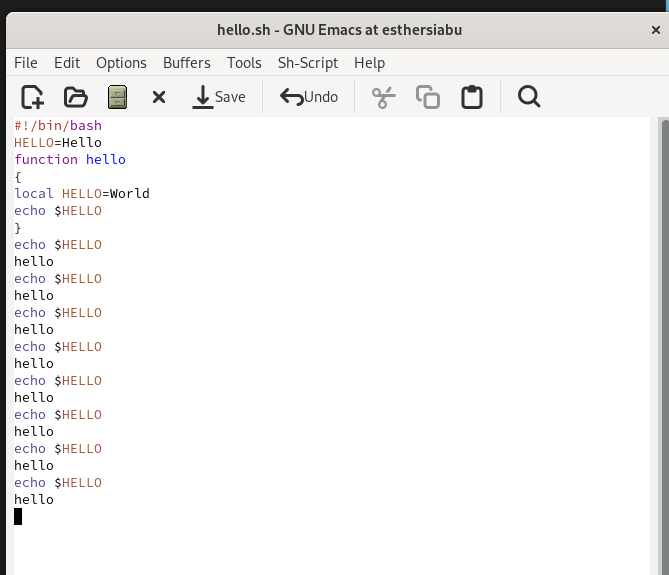 hello.sh - GNU Emacs at esthersiabu
File Edit Options Buffers Tools Sh-Script Help
Save Undo
#!/bin/bash
HELLO=Hello
function hello
{
local HELLO=World
echo $HELLO
}
echo $HELLO
hello
echo $HELLO
hello
echo $HELLO
hello
echo $HELLO
hello
echo $HELLO
hello
echo $HELLO
hello
echo $HELLO
hello
echo $HELLO
hello